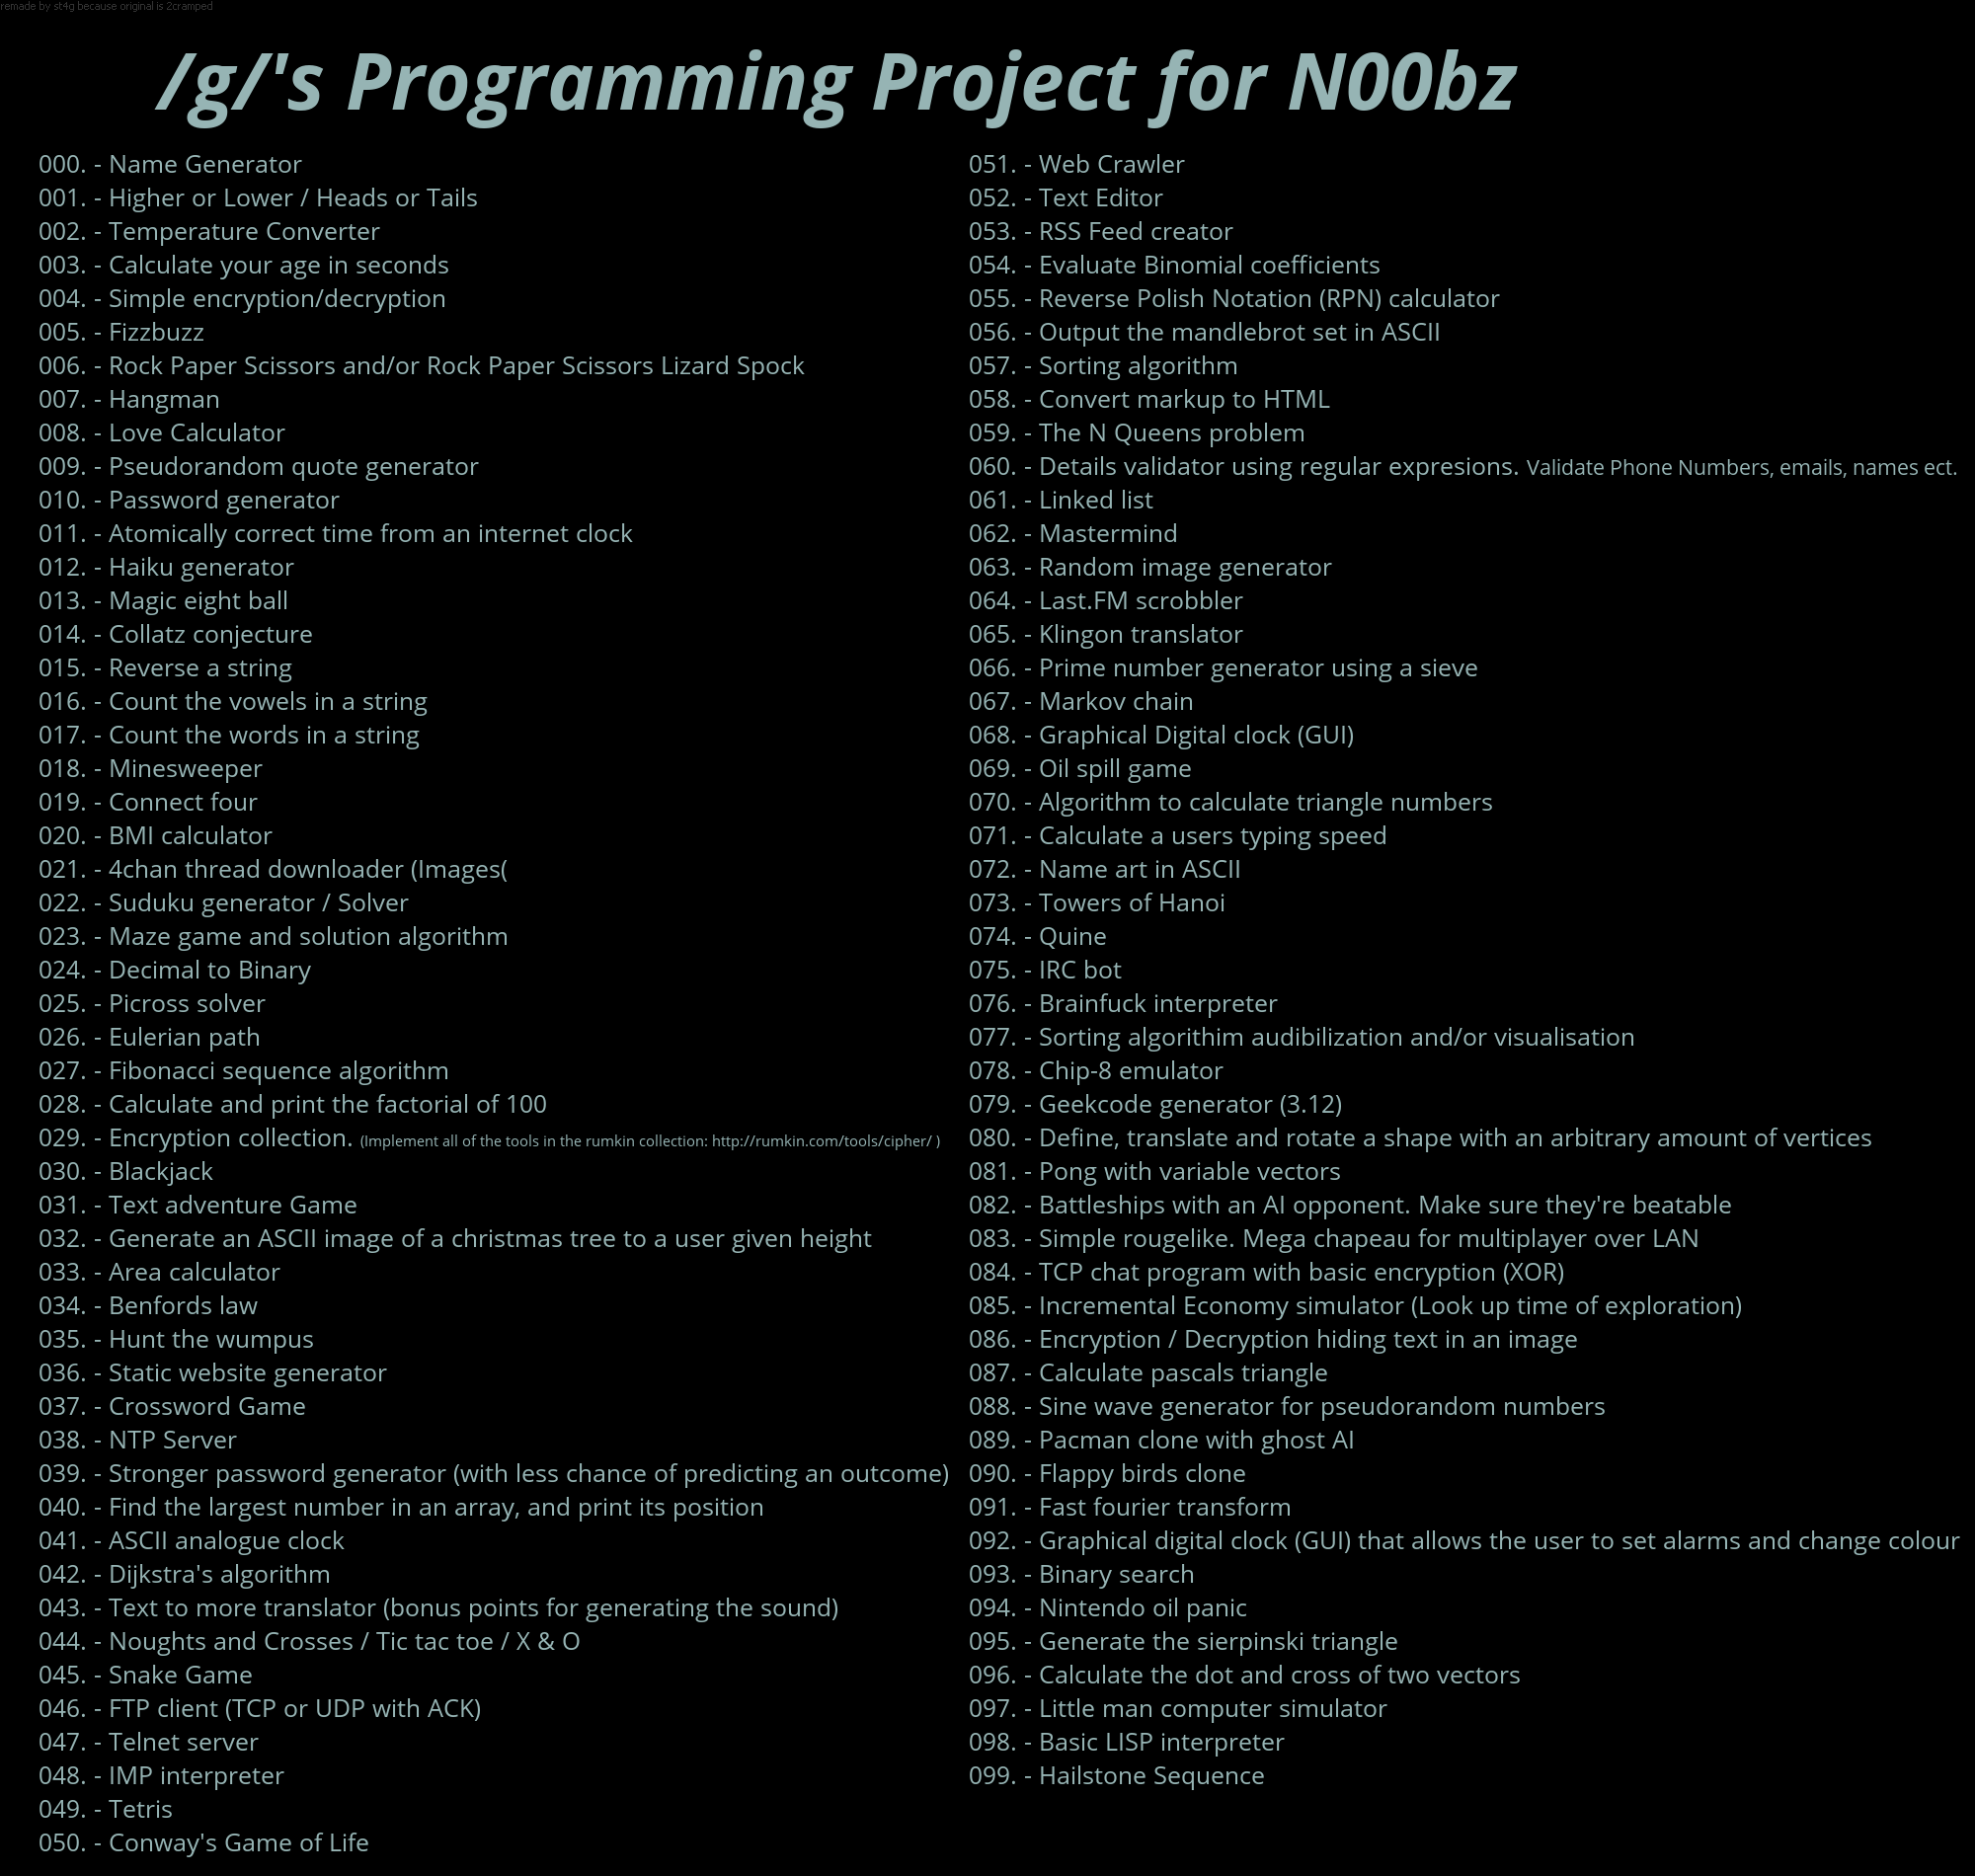 remade by st4g because original is 2cramped
/g/'s Programming Project for N00bz
000. - Name Generator
001. - Higher or Lower / Heads or Tails
002. - Temperature Converter
003. - Calculate your age in seconds
004. - Simple encryption/decryption
005. - Fizzbuzz
006. - Rock Paper Scissors and/or Rock Paper Scissors Lizard Spock
007. - Hangman
008. - Love Calculator
009. - Pseudorandom quote generator
010. - Password generator
011. - Atomically correct time from an internet clock
012. - Haiku generator
013. - Magic eight ball
014. - Collatz conjecture
015. - Reverse a string
016. - Count the vowels in a string
017. - Count the words in a string
018. - Minesweeper
019. - Connect four
020. - BMI calculator
021. - 4chan thread downloader (Images(
022. - Suduku generator / Solver
023. - Maze game and solution algorithm
024. - Decimal to Binary
025. - Picross solver
026. - Eulerian path
027. - Fibonacci sequence algorithm
028. - Calculate and print the factorial of 100
029. - Encryption collection. (Implement all of the tools in the rumkin collection: http://rumkin.com/tools/cipher/ )
030. - Blackjack
031. - Text adventure Game
032. - Generate an ASCII image of a christmas tree to a user given height
033. - Area calculator
034. - Benfords law
035. - Hunt the wumpus
036. - Static website generator
037. - Crossword Game
038. - NTP Server
039. - Stronger password generator (with less chance of predicting an outcome)
040. - Find the largest number in an array, and print its position
041. - ASCII analogue clock
042. - Dijkstra's algorithm
043. - Text to more translator (bonus points for generating the sound)
044. - Noughts and Crosses / Tic tac toe / X & O
045. - Snake Game
046. - FTP client (TCP or UDP with ACK)
047. - Telnet server
048. - IMP interpreter
049. - Tetris
050. - Conway's Game of Life
051. - Web Crawler
052. - Text Editor
053. - RSS Feed creator
054. - Evaluate Binomial coefficients
055. - Reverse Polish Notation (RPN) calculator
056. - Output the mandlebrot set in ASCII
057. - Sorting algorithm
058. - Convert markup to HTML
059. - The N Queens problem
060. - Details validator using regular expresions. Validate Phone Numbers, emails, names ect.
061. - Linked list
062. - Mastermind
063. - Random image generator
064. - Last.FM scrobbler
065. - Klingon translator
066. - Prime number generator using a sieve
067. - Markov chain
068. - Graphical Digital clock (GUI)
069. - Oil spill game
070. - Algorithm to calculate triangle numbers
071. - Calculate a users typing speed
072. - Name art in ASCII
073. - Towers of Hanoi
074. - Quine
075. - IRC bot
076. - Brainfuck interpreter
077. - Sorting algorithim audibilization and/or visualisation
078. - Chip-8 emulator
079. - Geekcode generator (3.12)
080. - Define, translate and rotate a shape with an arbitrary amount of vertices
081. - Pong with variable vectors
082. - Battleships with an AI opponent. Make sure they're beatable
083. - Simple rougelike. Mega chapeau for multiplayer over LAN
084. - TCP chat program with basic encryption (XOR)
085. - Incremental Economy simulator (Look up time of exploration)
086. - Encryption / Decryption hiding text in an image
087. - Calculate pascals triangle
088. - Sine wave generator for pseudorandom numbers
089. - Pacman clone with ghost AI
090. - Flappy birds clone
091. - Fast fourier transform
092. - Graphical digital clock (GUI) that allows the user to set alarms and change colour
093. - Binary search
094. - Nintendo oil panic
095. - Generate the sierpinski triangle
096. - Calculate the dot and cross of two vectors
097. - Little man computer simulator
098. - Basic LISP interpreter
099. - Hailstone Sequence